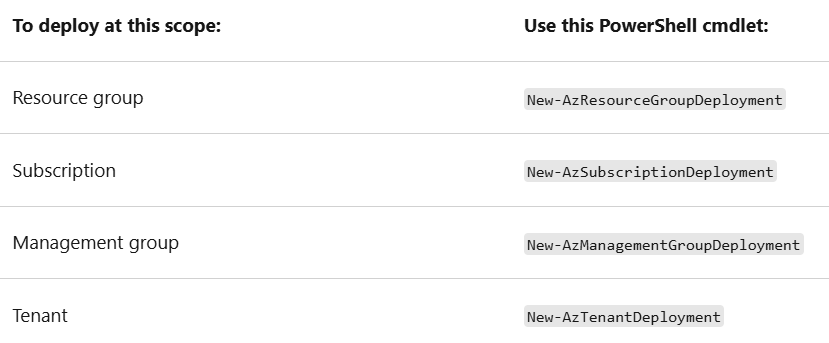 To deploy at this scope: Use this PowerShell cmdlet:
Resource group New-AzResourceGroupDeployment
Subscription New-AzSubscriptionDeployment
Management group New-AzManagementGroupDeployment
Tenant New-AzTenantDeployment